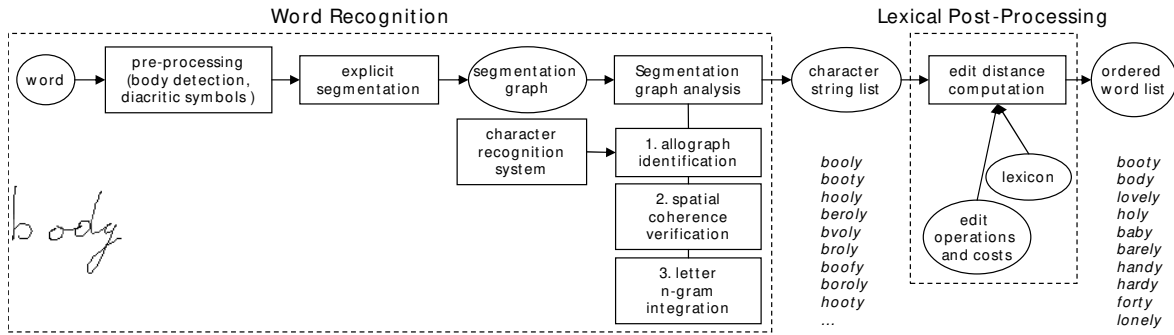 Word Recognition
Lexical Post-Processing
word
pre-processing
(body detection,
diacritic symbols)
explicit
segmentation
segmentation
graph
Segmentation
graph analysis
character
string list
edit distance
computation
ordered
word list
character
recognition
system
1. allograph
identification
2. spatial
coherence
verification
3. letter
n-gram
integration
body
booly
booty
hooly
beroly
bvoly
broly
boofy
boroly
hooty
...
lexicon
edit
operations
and costs
booty
body
lovely
holy
baby
barely
handy
hardy
forty
lonely